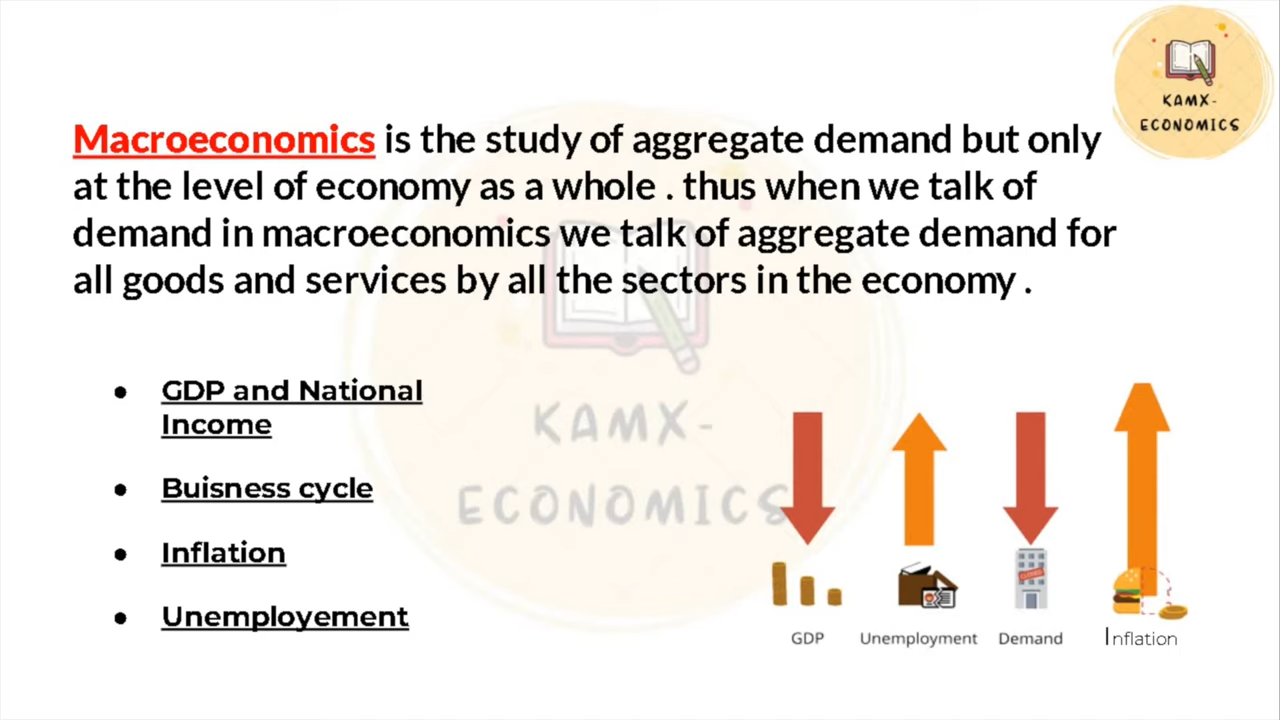 KAMX-
ECONOMICS
Macroeconomics is the study of aggregate demand but only
at the level of economy as a whole . thus when we talk of
demand in macroeconomics we talk of aggregate demand for
all goods and services by all the sectors in the economy .
KAMX-
ECONOMICS
• GDP and National
Income
• Buisness cycle
• Inflation
• Unemployement
CLOSED
GDP Unemployment Demand Inflation